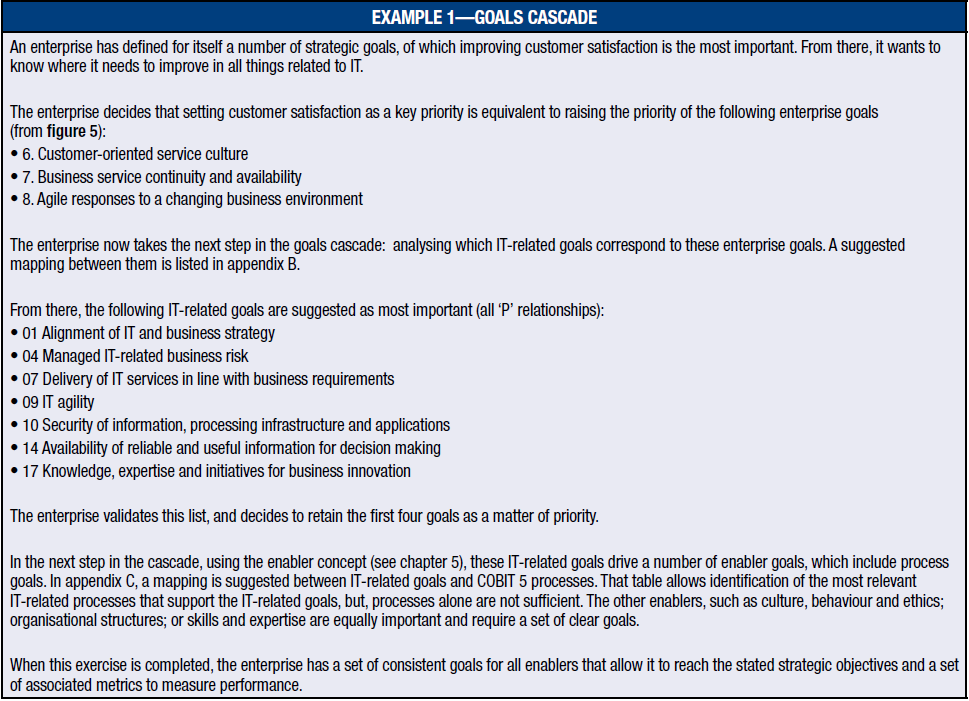 EXAMPLE 1—GOALS CASCADE
An enterprise has defined for itself a number of strategic goals, of which improving customer satisfaction is the most important. From there, it wants to
know where it needs to improve in all things related to IT.
The enterprise decides that setting customer satisfaction as a key priority is equivalent to raising the priority of the following enterprise goals
(from figure 5):
• 6. Customer-oriented service culture
• 7. Business service continuity and availability
• 8. Agile responses to a changing business environment
The enterprise now takes the next step in the goals cascade: analysing which IT-related goals correspond to these enterprise goals. A suggested
mapping between them is listed in appendix B.
From there, the following IT-related goals are suggested as most important (all ‘P’ relationships):
• 01 Alignment of IT and business strategy
• 04 Managed IT-related business risk
• 07 Delivery of IT services in line with business requirements
• 09 IT agility
• 10 Security of information, processing infrastructure and applications
• 14 Availability of reliable and useful information for decision making
• 17 Knowledge, expertise and initiatives for business innovation
The enterprise validates this list, and decides to retain the first four goals as a matter of priority.
In the next step in the cascade, using the enabler concept (see chapter 5), these IT-related goals drive a number of enabler goals, which include process
goals. In appendix C, a mapping is suggested between IT-related goals and COBIT 5 processes. That table allows identification of the most relevant
IT-related processes that support the IT-related goals, but, processes alone are not sufficient. The other enablers, such as culture, behaviour and ethics;
organisational structures; or skills and expertise are equally important and require a set of clear goals.
When this exercise is completed, the enterprise has a set of consistent goals for all enablers that allow it to reach the stated strategic objectives and a set
of associated metrics to measure performance.